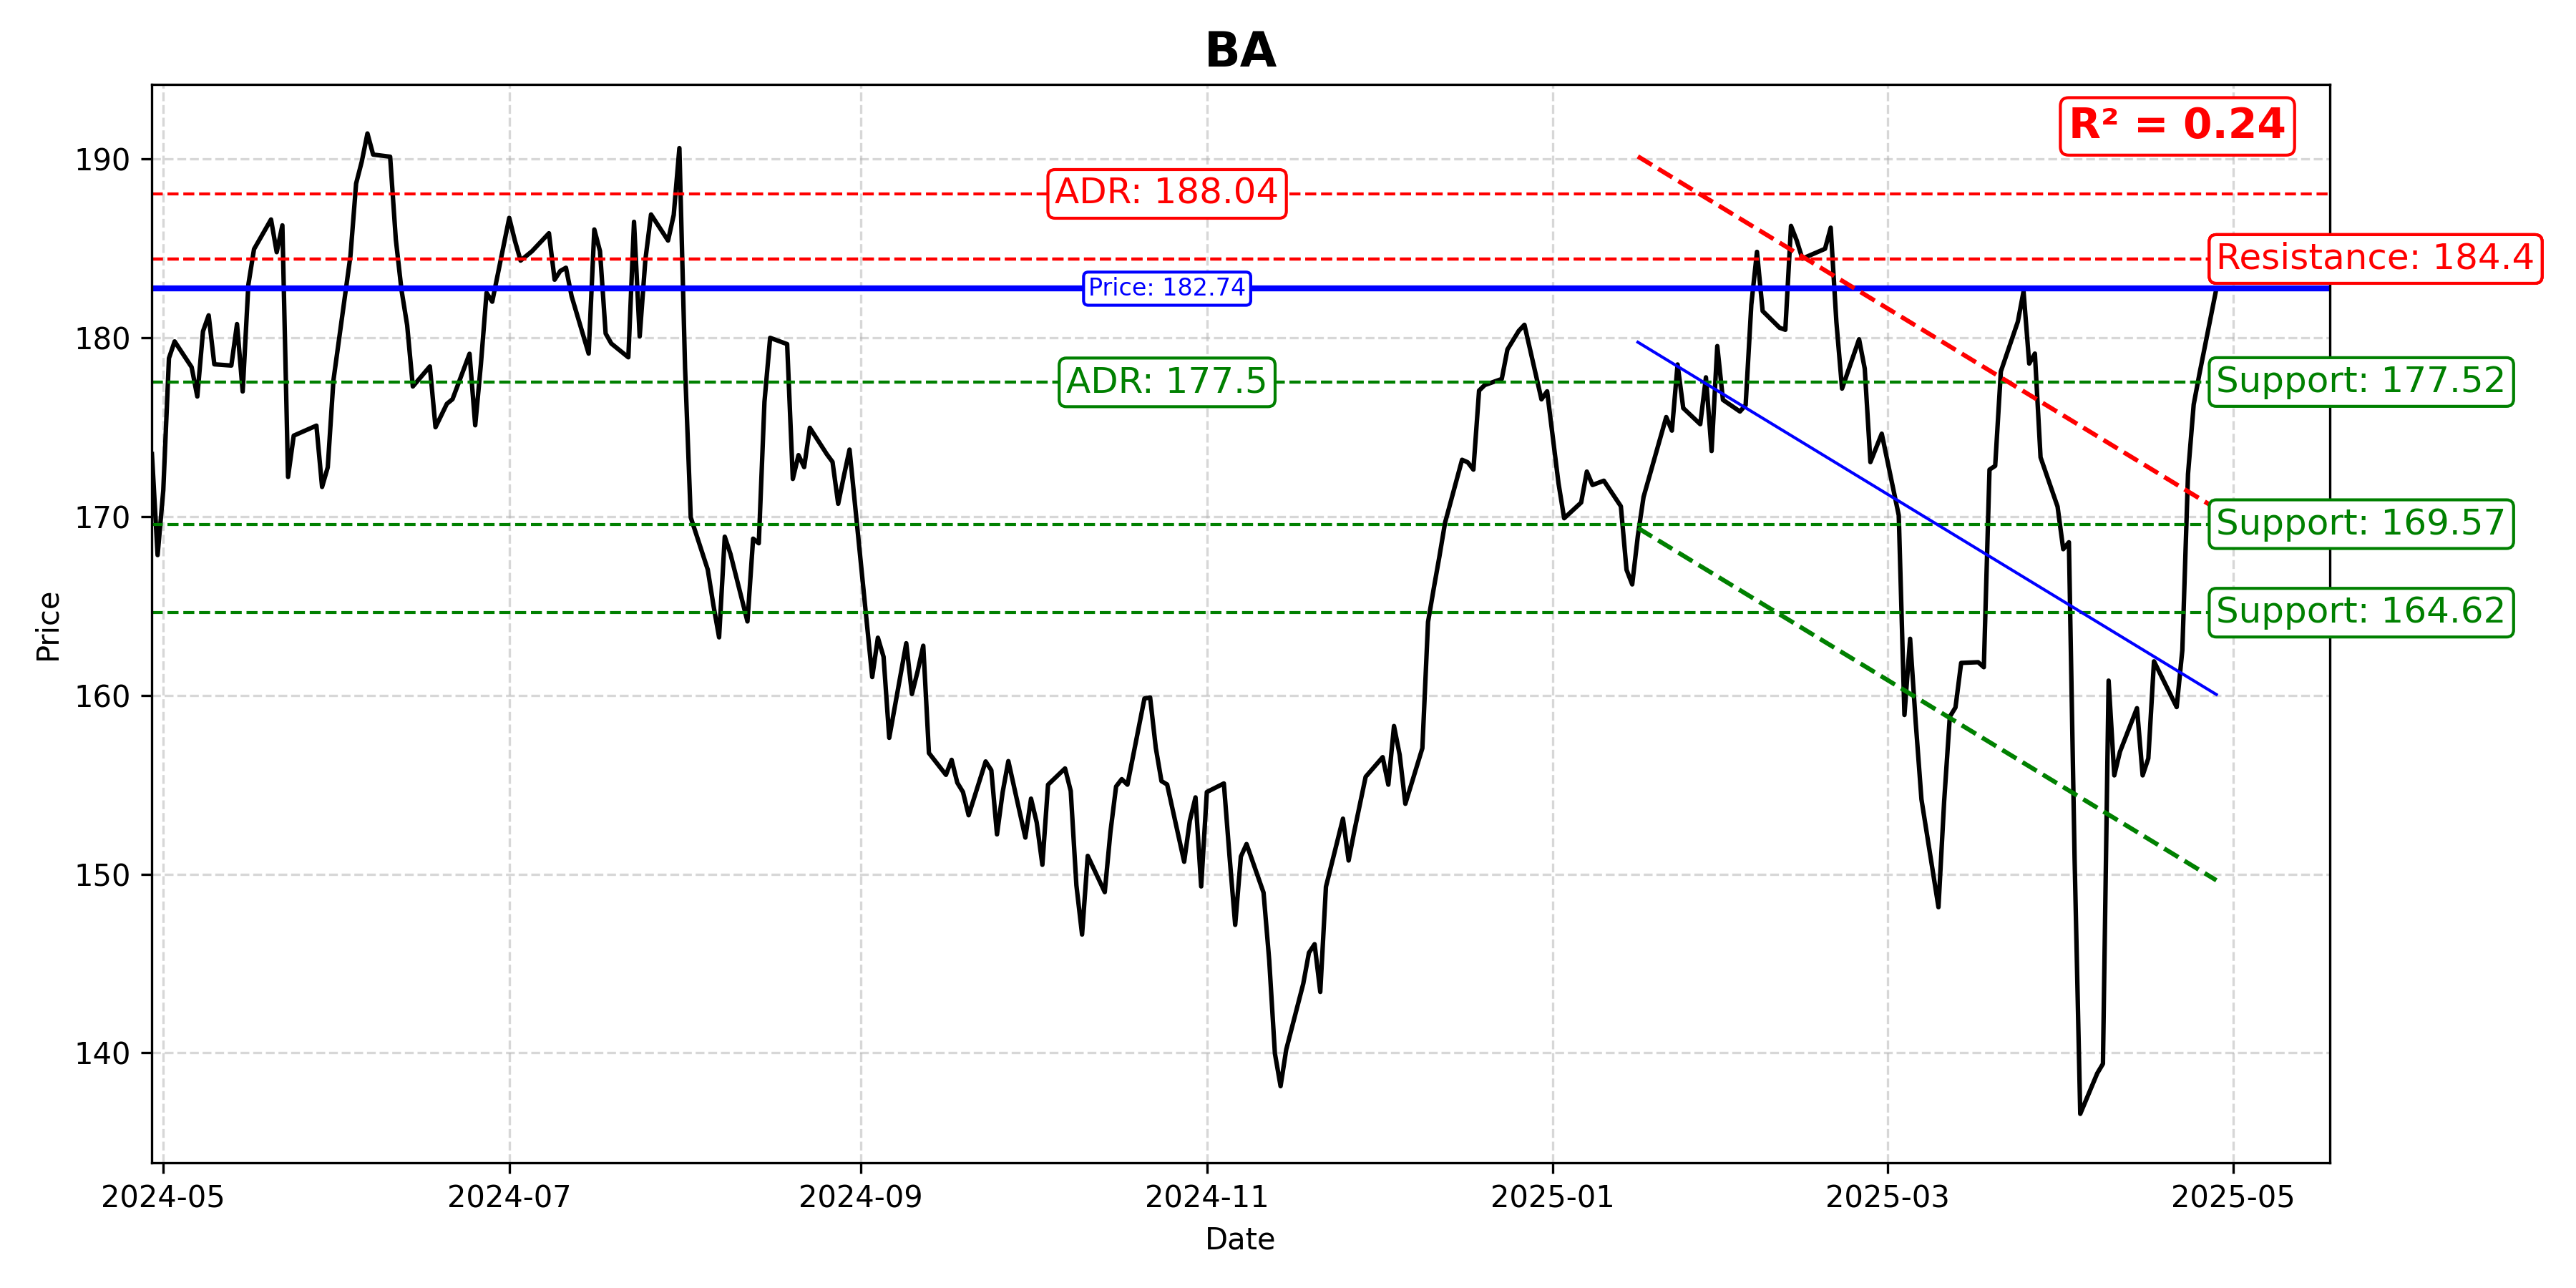 BA
R² = 0.24
190
ADR: 188.04
Resistance: 184.4
Price: 182.74
180
ADR: 177.5
Support: 177.52
170
Support: 169.57
Support: 164.62
Price
160
150
140
2024-05
2024-07
2024-09
2024-11
2025-01
2025-03
2025-05
Date